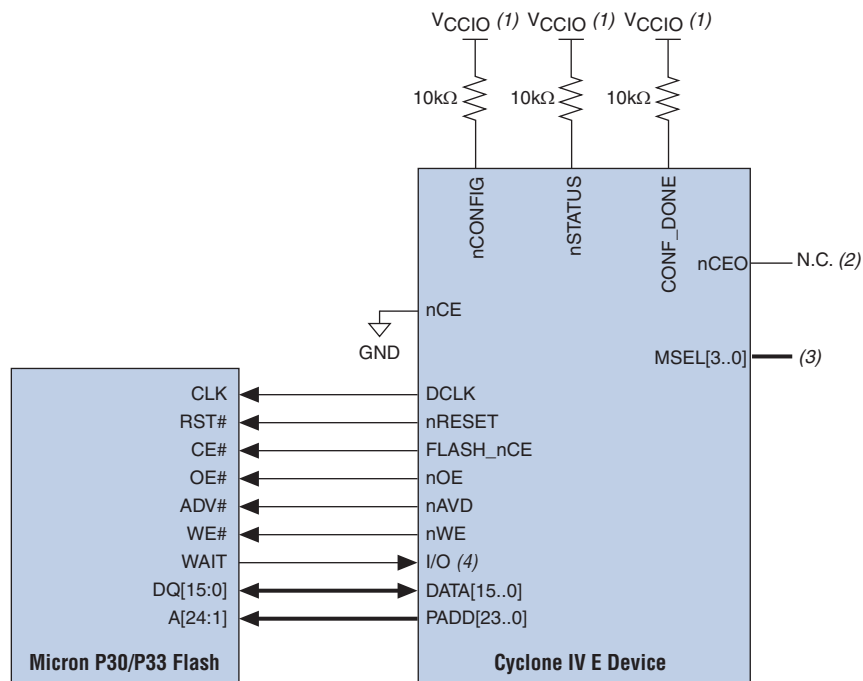 VCCIO (1) VCCIO (1) VCCIO (1)
10kΩ 10kΩ 10kΩ
nCONFIG
nSTATUS
CONF_DONE
nCEO N.C. (2)
nCE
GND
MSEL[3..0] (3)
CLK DCLK
RST# nRESET
CE# FLASH_nCE
OE# nOE
ADV# nAVD
WE# nWE
WAIT I/O (4)
DQ[15:0] DATA[15..0]
A[24:1] PADD[23..0]
Micron P30/P33 Flash Cyclone IV E Device